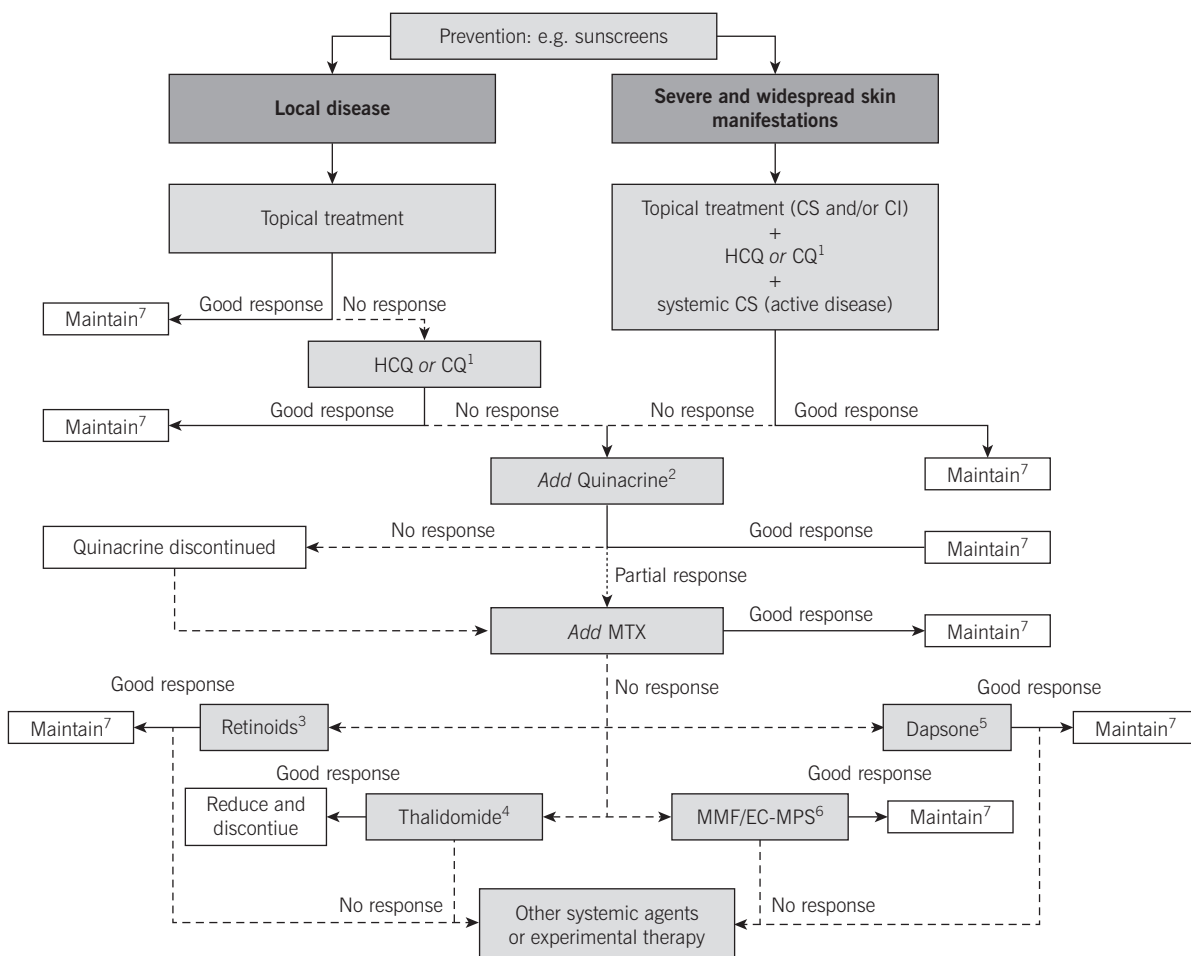 Prevention: e.g. sunscreens
Local disease
Severe and widespread skin
manifestations
Topical treatment
Topical treatment (CS and/or CI)
+
HCQ or CQ¹
+
systemic CS (active disease)
Good response
No response
Maintain⁷
HCQ or CQ¹
Good response
No response
No response
Good response
Maintain⁷
Add Quinacrine²
Maintain⁷
No response
Good response
Quinacrine discontinued
Maintain⁷
Partial response
Add MTX
Good response
Maintain⁷
No response
Good response
Good response
Maintain⁷
Retinoids³
Dapsone⁵
Maintain⁷
Good response
Good response
Reduce and
discontiue
Thalidomide⁴
MMF/EC-MPS⁶
Maintain⁷
No response
Other systemic agents
or experimental therapy
No response